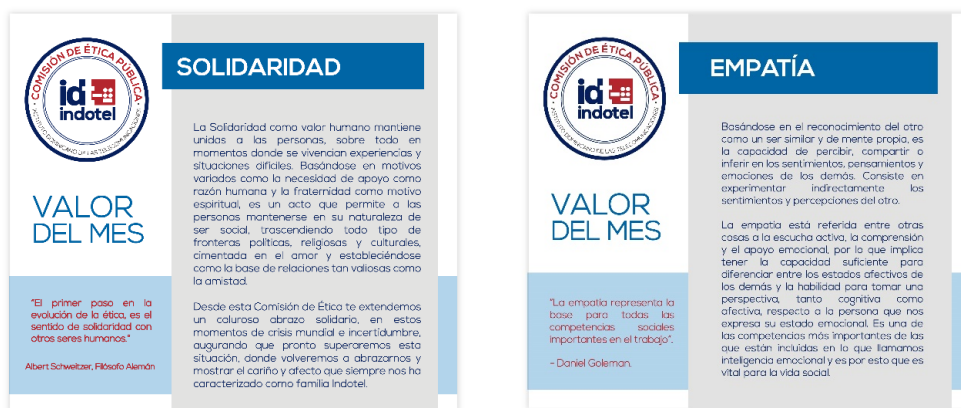 COMISIÓN DE ÉTICA PÚBLICA
id
indotel
INSTITUTO DOMINICANO DE LAS TELECOMUNICACIONES
VALOR
DEL MES
"El primer paso en la
evolución de la ética, es el
sentido de solidaridad con
otros seres humanos."
Albert Schweitzer, Filósofo Alemán
SOLIDARIDAD
La Solidaridad como valor humano mantiene
unidas a las personas, sobre todo en
momentos donde se vivencian experiencias y
situaciones difíciles. Basándose en motivos
variados como la necesidad de apoyo como
razón humana y la fraternidad como motivo
espiritual, es un acto que permite a las
personas mantenerse en su naturaleza de
ser social, trascendiendo todo tipo de
fronteras políticas, religiosas y culturales,
cimentada en el amor y estableciéndose
como la base de relaciones tan valiosas como
la amistad.
Desde esta Comisión de Ética te extendemos
un caluroso abrazo solidario, en estos
momentos de crisis mundial e incertidumbre,
augurando que pronto superaremos esta
situación, donde volveremos a abrazarnos y
mostrar el cariño y afecto que siempre nos ha
caracterizado como familia Indotel.
COMISIÓN DE ÉTICA PÚBLICA
id
indotel
INSTITUTO DOMINICANO DE LAS TELECOMUNICACIONES
VALOR
DEL MES
"La empatía representa la
base para todas las
competencias sociales
importantes en el trabajo".
- Daniel Goleman.
EMPATÍA
Basándose en el reconocimiento del otro
como un ser similar y de mente propia, es
la capacidad de percibir, compartir o
inferir en los sentimientos, pensamientos y
emociones de los demás. Consiste en
experimentar indirectamente los
sentimientos y percepciones del otro.
La empatía está referida entre otras
cosas a la escucha activa, la comprensión
y el apoyo emocional, por lo que implica
tener la capacidad suficiente para
diferenciar entre los estados afectivos de
los demás y la habilidad para tomar una
perspectiva, tanto cognitiva como
afectiva, respecto a la persona que nos
expresa su estado emocional. Es una de
las competencias más importantes de las
que están incluidas en lo que llamamos
inteligencia emocional y es por esto que es
vital para la vida social.